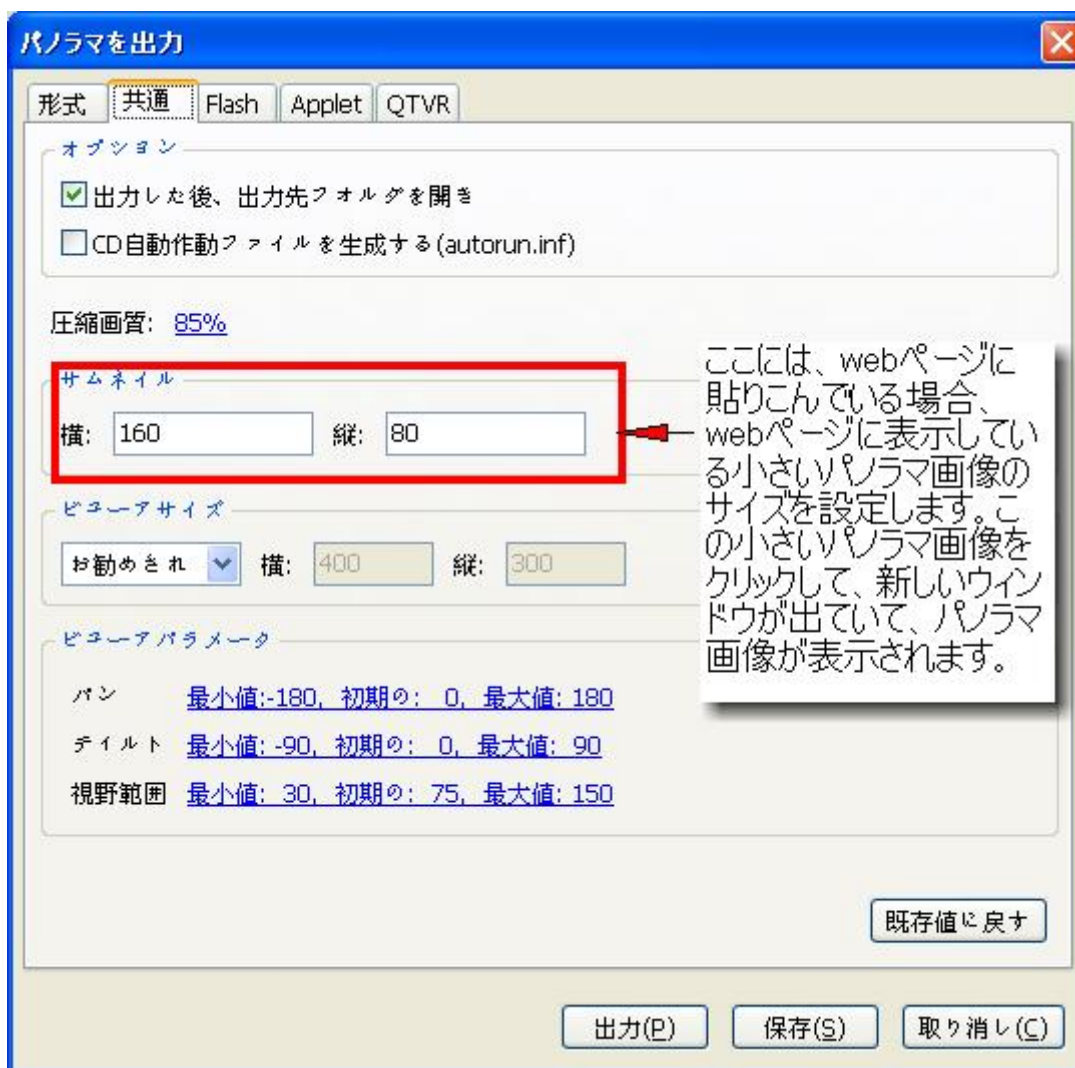 パノラマを出力
形式 共通 Flash Applet QTVR
オプション
出力した後、出力先フォルダを開き
CD自動作動ファイルを生成する(autorun.inf)
圧縮画質: 85%
サムネイル
横: 160 縦: 80
ここには、webページに
貼りこんでいる場合、
webページに表示してい
る小さいパノラマ画像の
サイズを設定します。こ
の小さいパノラマ画像を
クリックして、新しいウィン
ドウが出ていて、パノラマ
画像が表示されます。
ビューアサイズ
お勧めされ 横: 400 縦: 300
ビューアパラメータ
パン 最小値:-180, 初期の: 0, 最大値: 180
テイルト 最小値: -90, 初期の: 0, 最大値: 90
視野範囲 最小値: 30, 初期の: 75, 最大値: 150
既存値に戻す
出力(P) 保存(S) 取り消し(C)